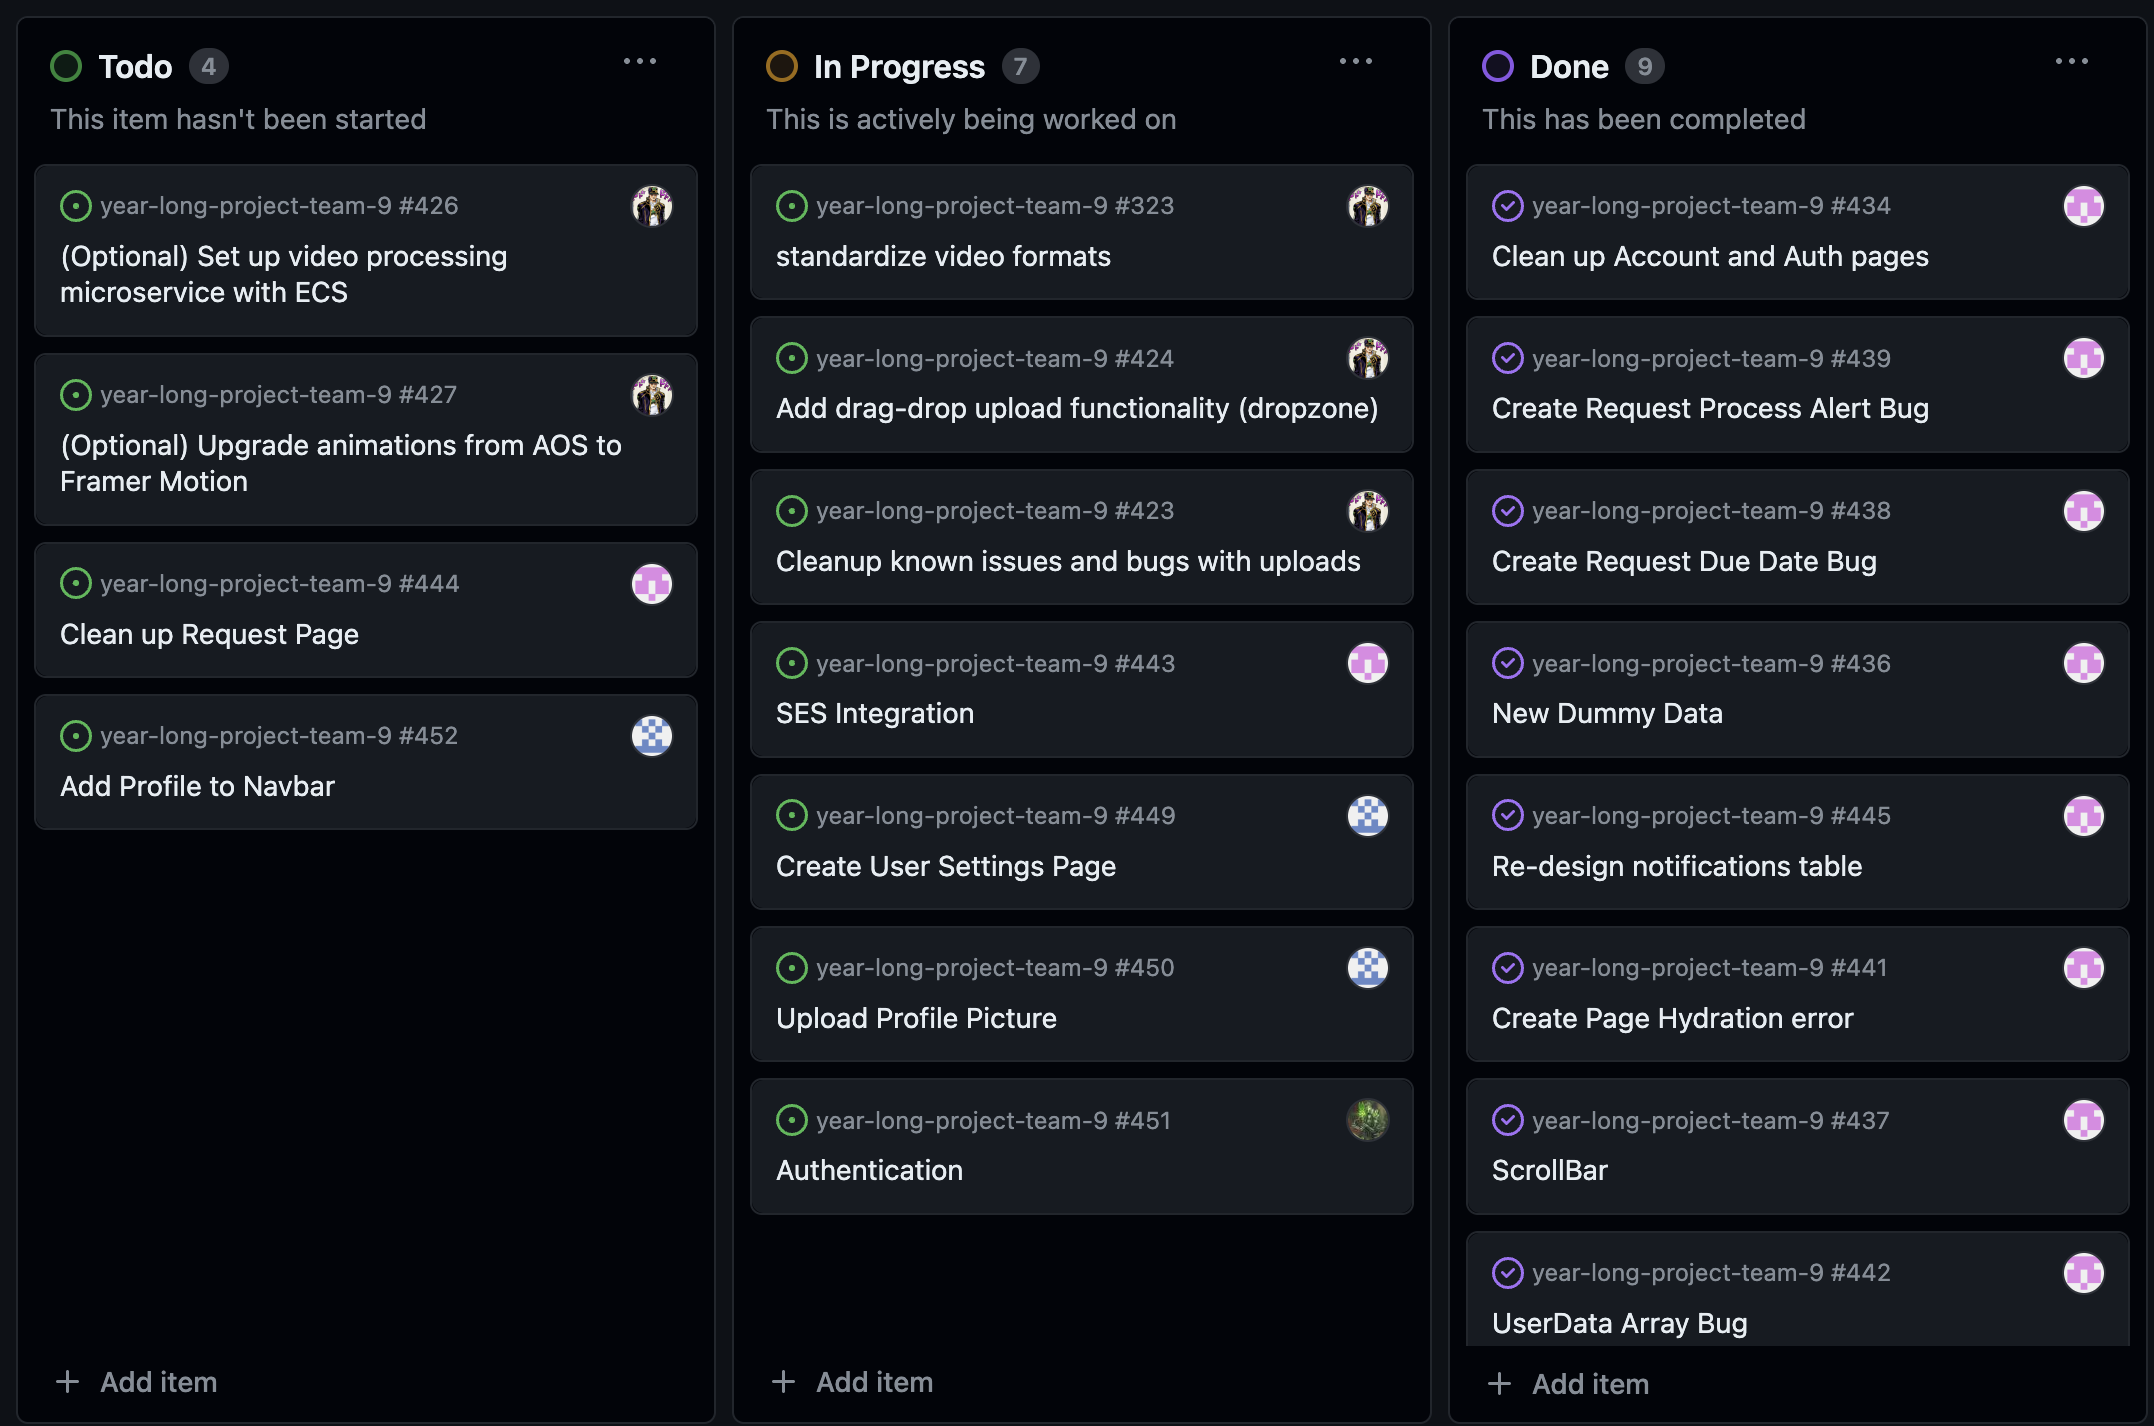 Todo 4
This item hasn't been started
year-long-project-team-9 #426
(Optional) Set up video processing
microservice with ECS
year-long-project-team-9 #427
(Optional) Upgrade animations from AOS to
Framer Motion
year-long-project-team-9 #444
Clean up Request Page
year-long-project-team-9 #452
Add Profile to Navbar
+ Add item
In Progress 7
This is actively being worked on
year-long-project-team-9 #323
standardize video formats
year-long-project-team-9 #424
Add drag-drop upload functionality (dropzone)
year-long-project-team-9 #423
Cleanup known issues and bugs with uploads
year-long-project-team-9 #443
SES Integration
year-long-project-team-9 #449
Create User Settings Page
year-long-project-team-9 #450
Upload Profile Picture
year-long-project-team-9 #451
Authentication
+ Add item
Done 9
This has been completed
year-long-project-team-9 #434
Clean up Account and Auth pages
year-long-project-team-9 #439
Create Request Process Alert Bug
year-long-project-team-9 #438
Create Request Due Date Bug
year-long-project-team-9 #436
New Dummy Data
year-long-project-team-9 #445
Re-design notifications table
year-long-project-team-9 #441
Create Page Hydration error
year-long-project-team-9 #437
ScrollBar
year-long-project-team-9 #442
UserData Array Bug
+ Add item